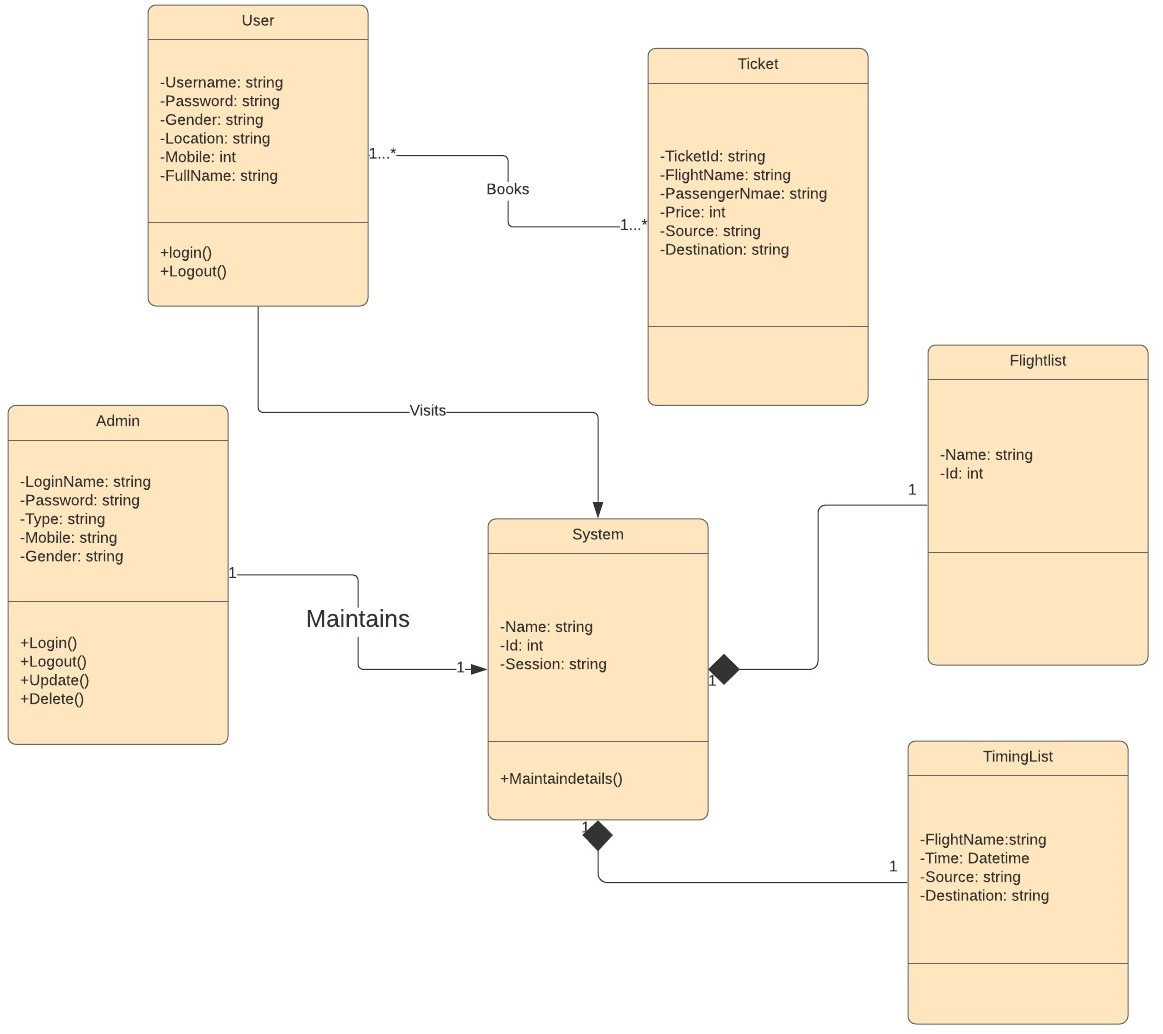 User
-Username: string
-Password: string
-Gender: string
-Location: string
-Mobile: int
-FullName: string
+login()
+Logout()
1...*
Books
1...*
Ticket
-TicketId: string
-FlightName: string
-PassengerNmae: string
-Price: int
-Source: string
-Destination: string
Visits
Admin
-LoginName: string
-Password: string
-Type: string
-Mobile: string
-Gender: string
+Login()
+Logout()
+Update()
+Delete()
1
Maintains
1
System
-Name: string
-Id: int
-Session: string
+Maintaindetails()
1
1
Flightlist
-Name: string
-Id: int
1
1
TimingList
-FlightName:string
-Time: Datetime
-Source: string
-Destination: string